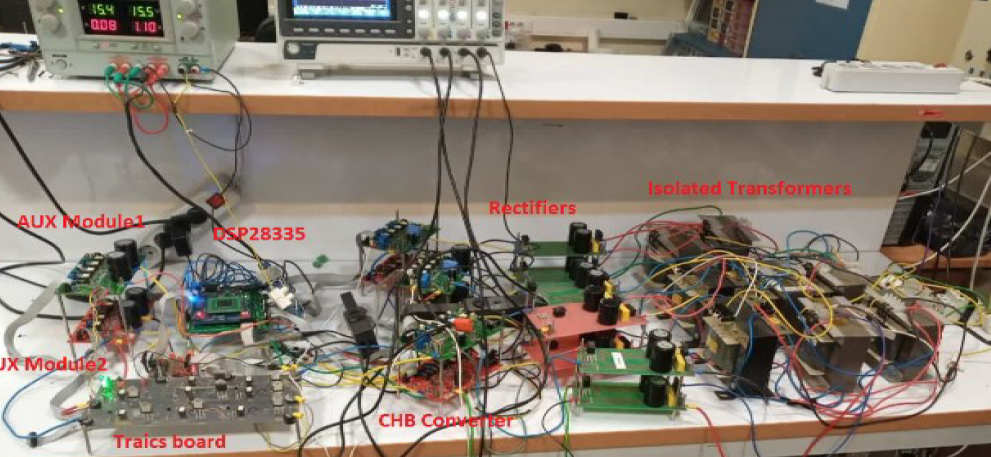 15.4 15.5
0.08 1.10
Isolated Transformers
Rectifiers
AUX Module1
DSP28335
UX Module2
CHB Converter
Traics board